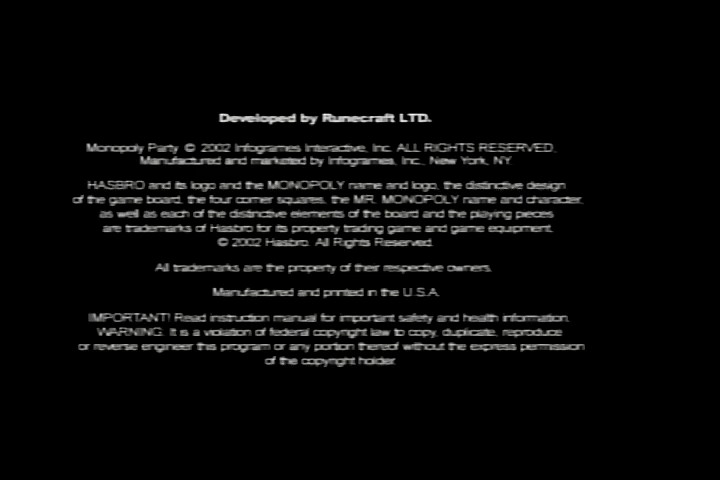 Developed by Runecraft LTD.
Monopoly Party © 2002 Infogrames Interactive, Inc. ALL RIGHTS RESERVED.
Manufactured and marketed by Infogrames, Inc., New York, NY
HASBRO and its logo and the MONOPOLY name and logo, the distinctive design
of the game board, the four corner squares, the MR. MONOPOLY name and character,
as well as each of the distinctive elements of the board and the playing pieces
are trademarks of Hasbro for its property trading game and game equipment.
© 2002 Hasbro. All Rights Reserved.
All trademarks are the property of their respective owners.
Manufactured and printed in the U.S.A.
IMPORTANT! Read instruction manual for important safety and health information.
WARNING: It is a violation of federal copyright law to copy, duplicate, reproduce
or reverse engineer this program or any portion thereof without the express permission
of the copyright holder.